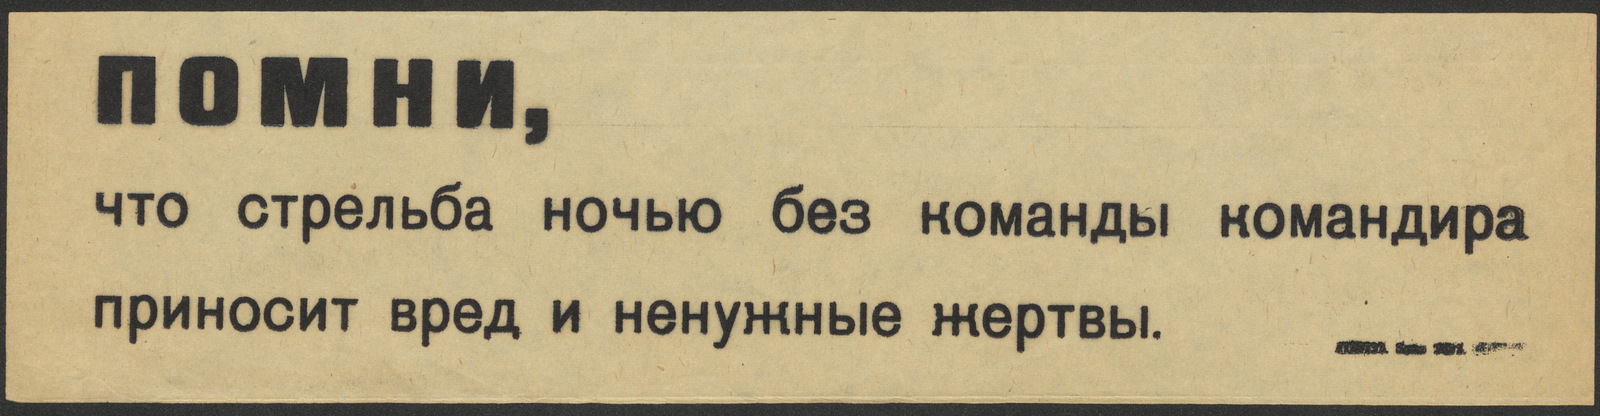 ПОМНИ,
что стрельба ночью без команды командира
приносит вред и ненужные жертвы.